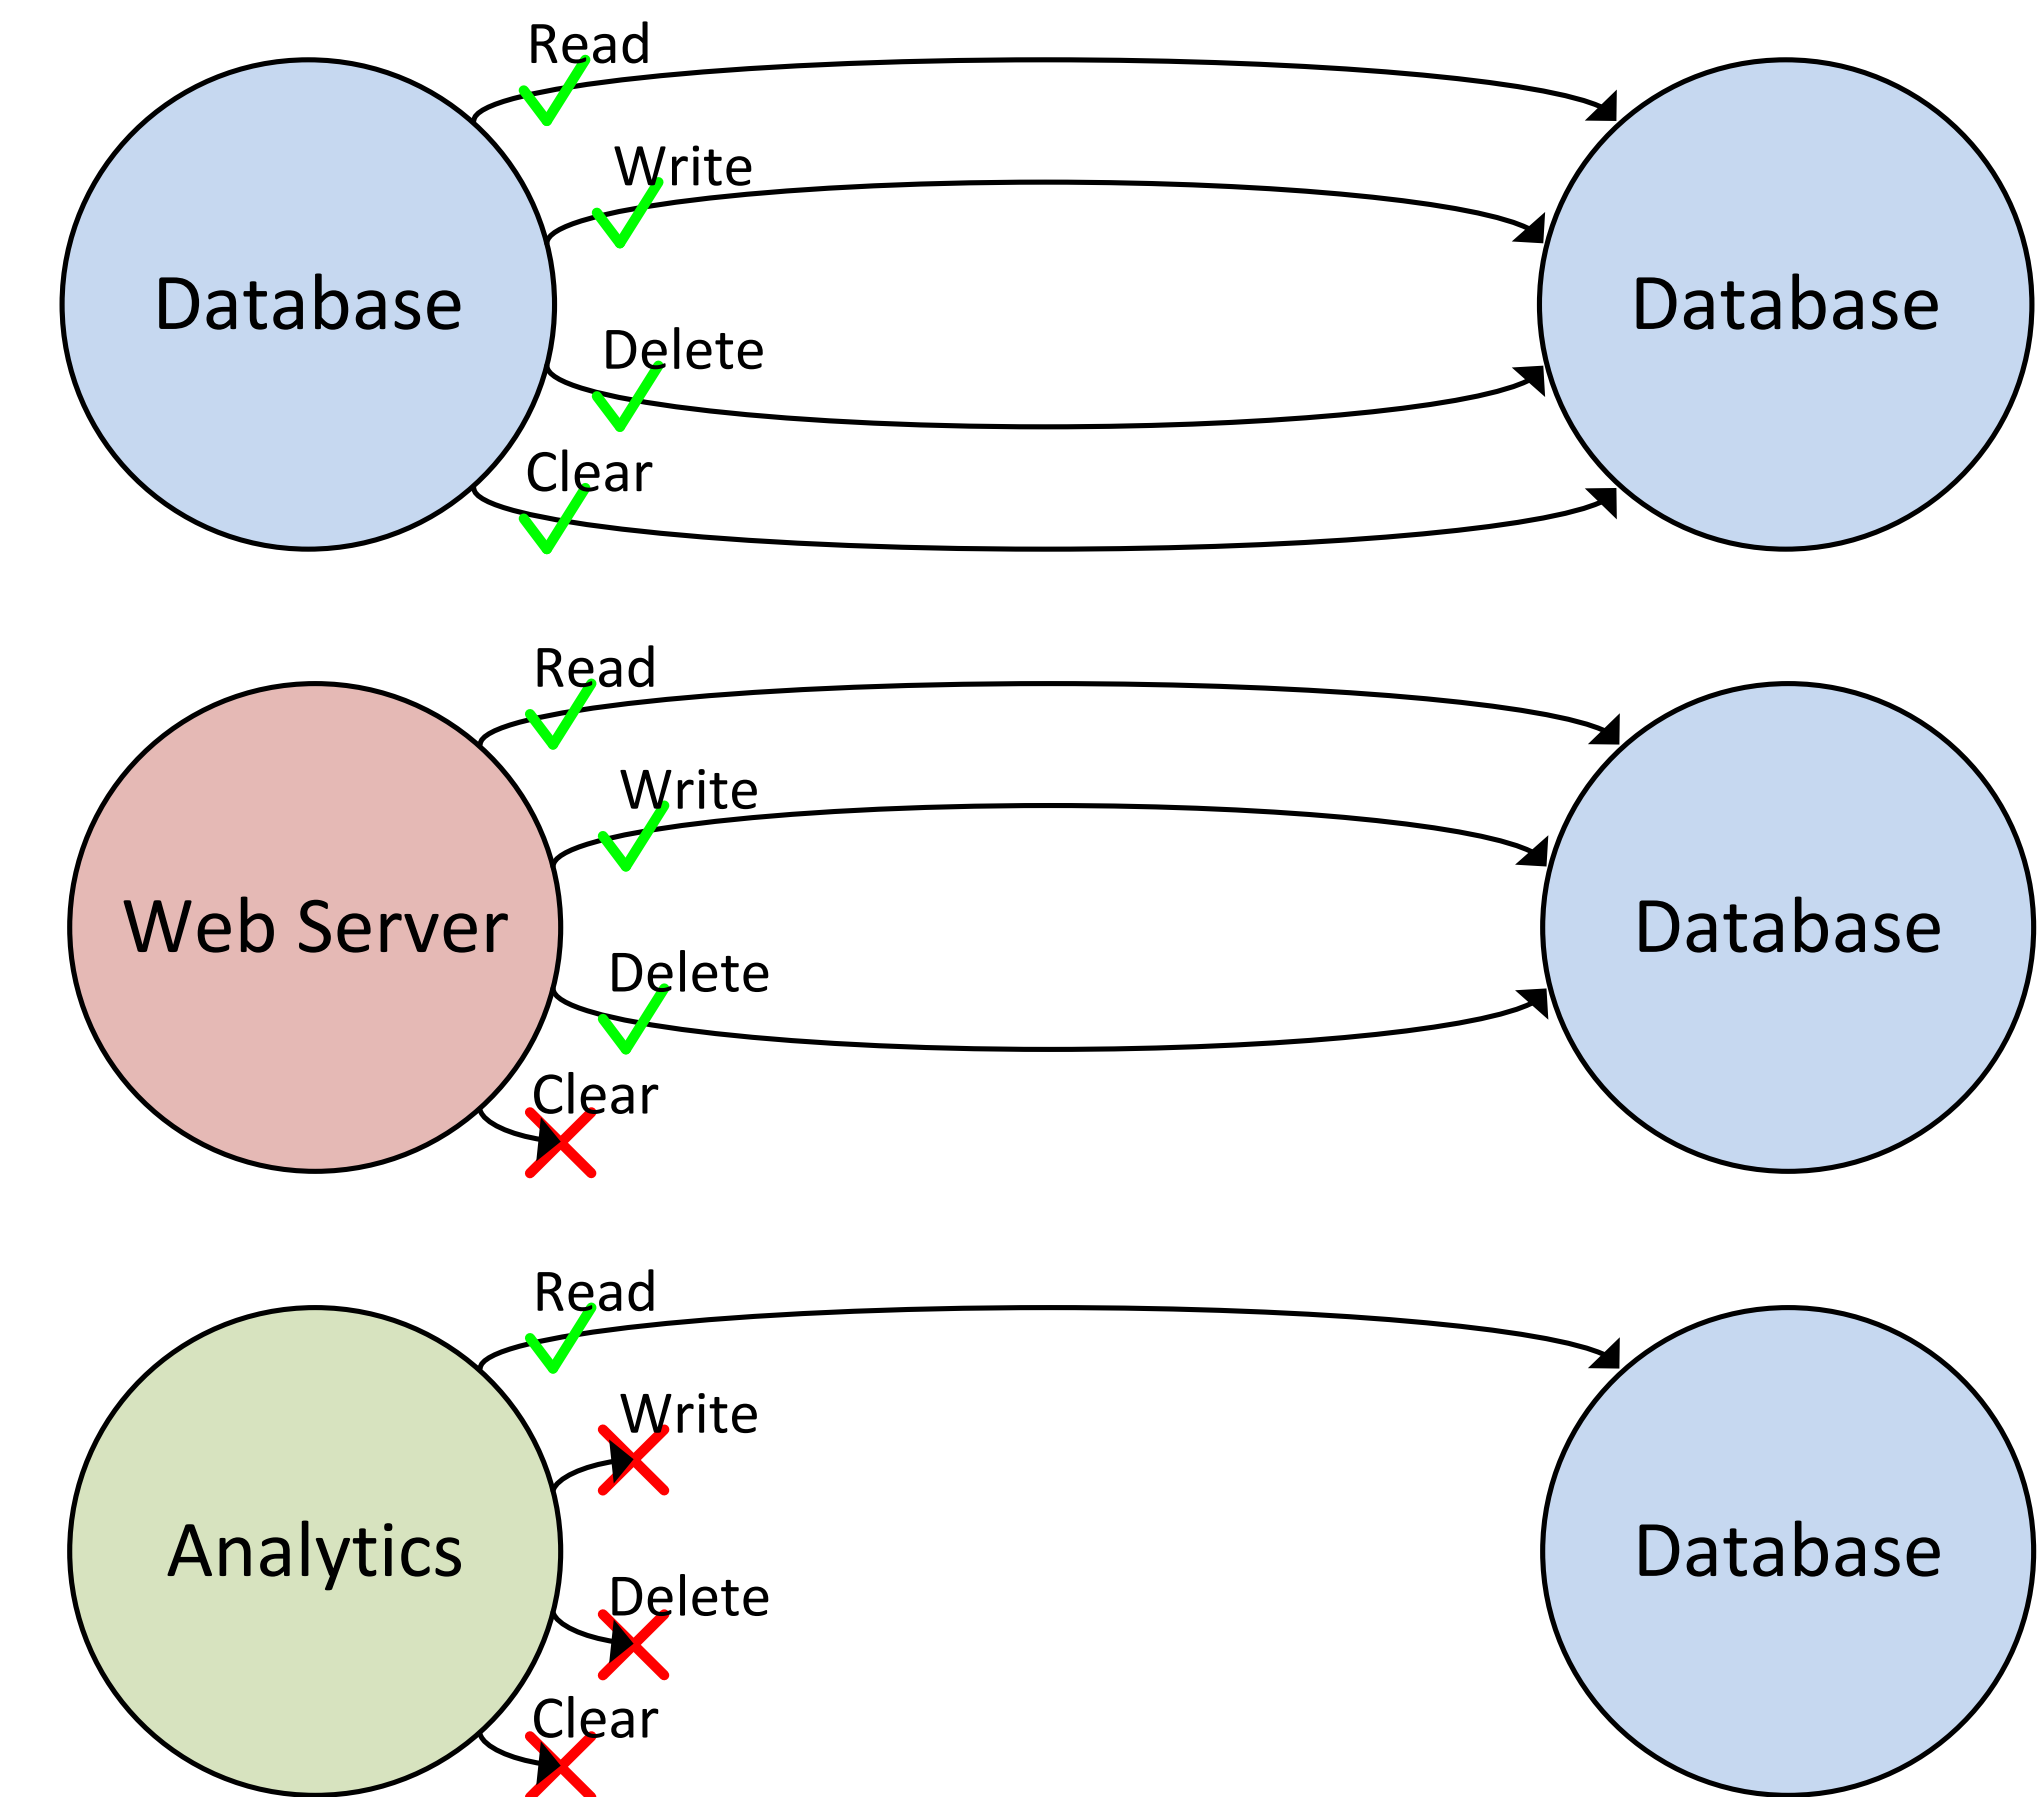 Read
Write
Database
Database
Delete
Clear
Read
Write
Web Server
Database
Delete
Clear
Read
Write
Analytics
Database
Delete
Clear